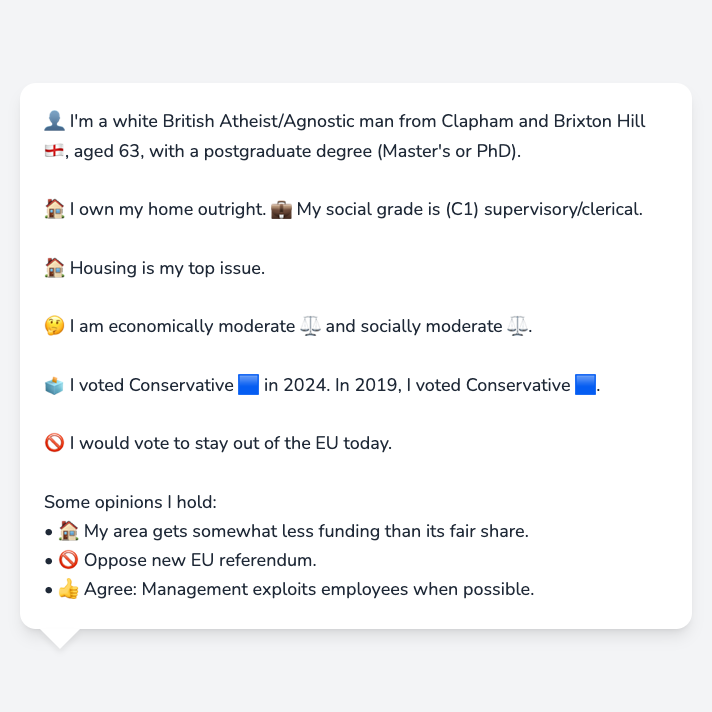 👤 I'm a white British Atheist/Agnostic man from Clapham and Brixton Hill
🏴󠁧󠁢󠁥󠁮󠁧󠁿, aged 63, with a postgraduate degree (Master's or PhD).
🏠 I own my home outright. 💼 My social grade is (C1) supervisory/clerical.
🏠 Housing is my top issue.
🤔 I am economically moderate ⚖️ and socially moderate ⚖️.
🗳️ I voted Conservative 🟦 in 2024. In 2019, I voted Conservative 🟦.
🚫 I would vote to stay out of the EU today.
Some opinions I hold:
• 🏠 My area gets somewhat less funding than its fair share.
• 🚫 Oppose new EU referendum.
• 👍 Agree: Management exploits employees when possible.